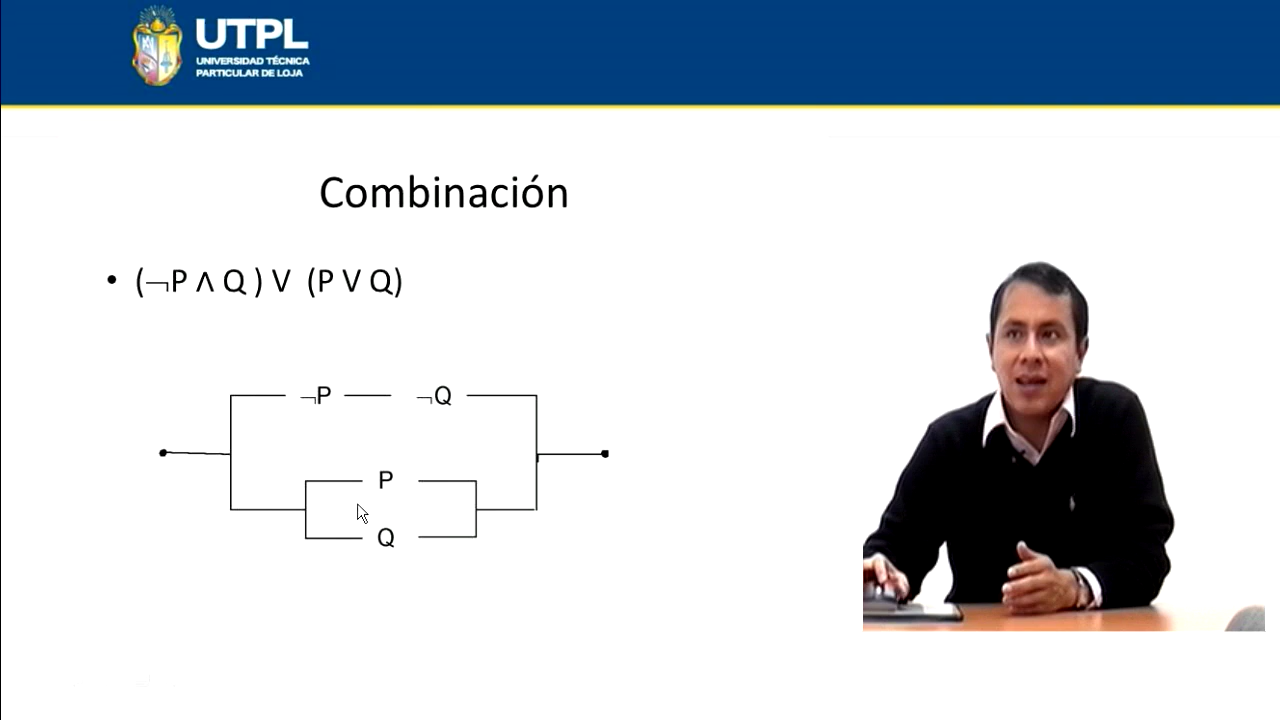 UTPL
UNIVERSIDAD TÉCNICA
PARTICULAR DE LOJA
Combinación
• (¬P ∧ Q ) V (P V Q)
¬P ¬Q
P
Q